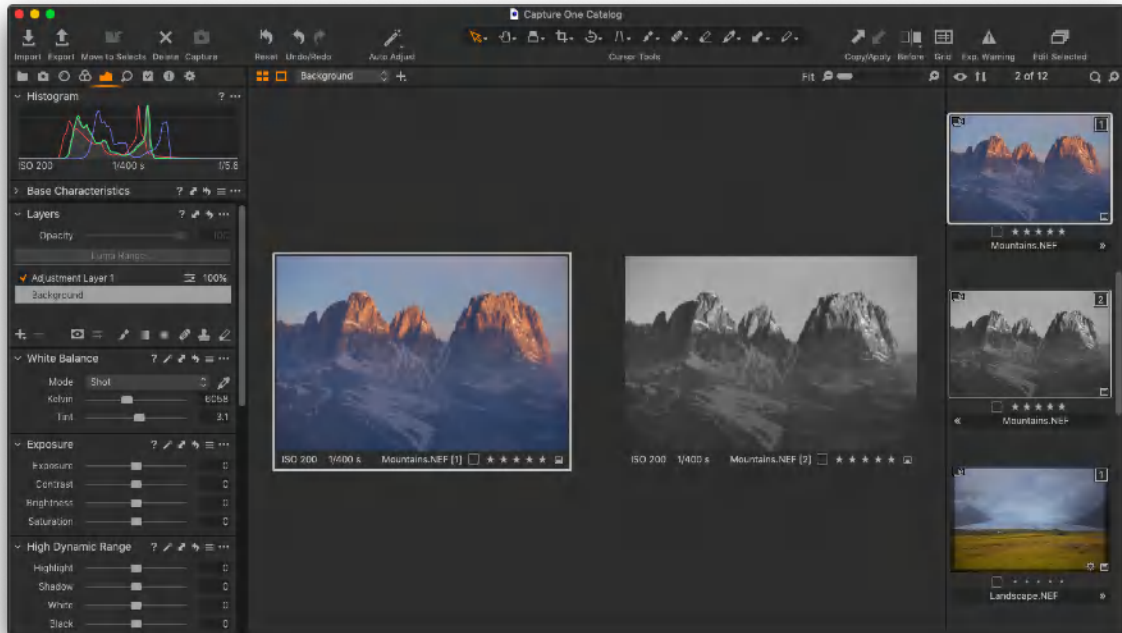 Capture One Catalog
Import Export Move to Selects Delete Capture Reset Undo/Redo Auto Adjust Cursor Tools Copy/Apply Before Grid Exp. Warning Edit Selected
Background Fit 2 of 12
Histogram ? ...
ISO 200 1/400 s f/5.6
Base Characteristics ? ...
Layers ? ...
Opacity 100
Luma Range...
Adjustment Layer 1 100%
Background
White Balance ? ...
Mode Shot
Kelvin 6058
Tint 3.1
Exposure ? ...
Exposure 0
Contrast 0
Brightness 0
Saturation 0
High Dynamic Range ? ...
Highlight 0
Shadow 0
White 0
Black 0
ISO 200 1/400 s Mountains.NEF [1]
ISO 200 1/400 s Mountains.NEF [2]
1
Mountains.NEF »
2
« Mountains.NEF
1
Landscape.NEF »